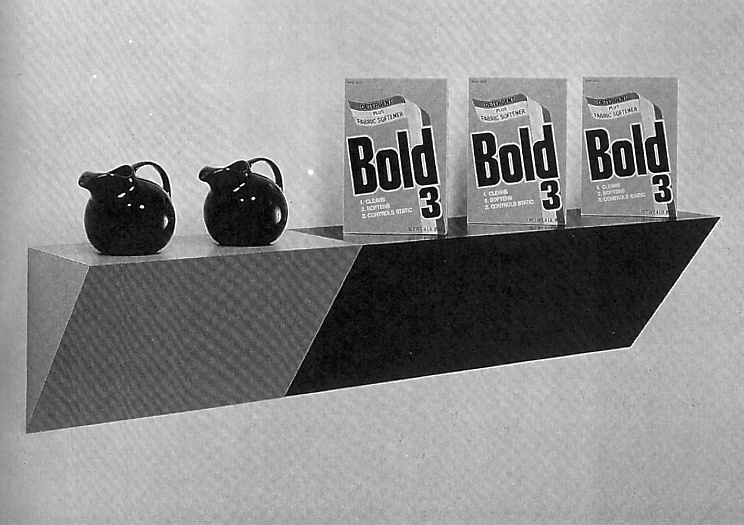 DETERGENT
PLUS
FABRIC SOFTENER
Bold
3
1. CLEANS
2. SOFTENS
3. CONTROLS STATIC
DETERGENT
PLUS
FABRIC SOFTENER
Bold
3
1. CLEANS
2. SOFTENS
3. CONTROLS STATIC
DETERGENT
PLUS
FABRIC SOFTENER
Bold
3
1. CLEANS
2. SOFTENS
3. CONTROLS STATIC